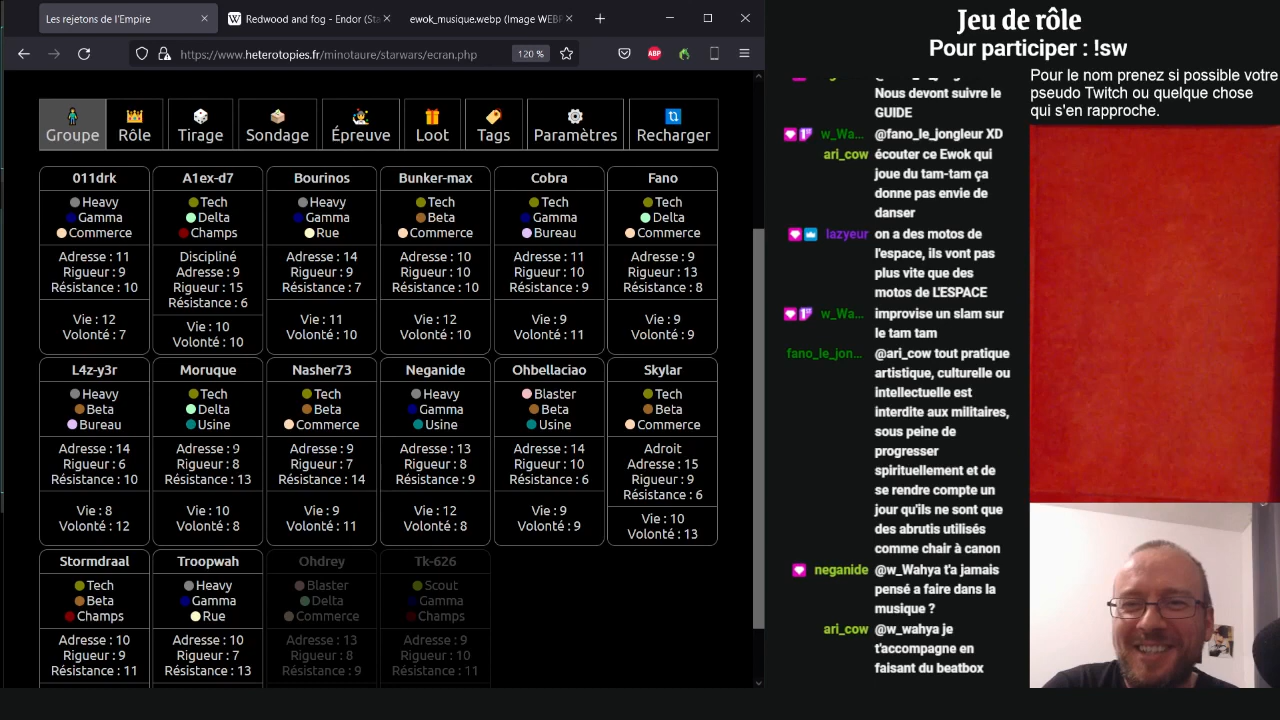 Les rejetons de l'Empire
Redwood and fog - Endor (Sta
ewok_musique.webp (Image WEBP
https://www.heterotopies.fr/minotaure/starwars/ecran.php
120 %
ABP
Groupe
Rôle
Tirage
Sondage
Épreuve
Loot
Tags
Paramètres
Recharger
011drk
Heavy
Gamma
Commerce
Adresse : 11
Rigueur : 9
Résistance : 10
Vie : 12
Volonté : 7
A1ex-d7
Tech
Delta
Champs
Discipliné
Adresse : 9
Rigueur : 15
Résistance : 6
Vie : 10
Volonté : 10
Bourinos
Heavy
Gamma
Rue
Adresse : 14
Rigueur : 9
Résistance : 7
Vie : 11
Volonté : 10
Bunker-max
Tech
Beta
Commerce
Adresse : 10
Rigueur : 10
Résistance : 10
Vie : 12
Volonté : 10
Cobra
Tech
Gamma
Bureau
Adresse : 11
Rigueur : 10
Résistance : 9
Vie : 9
Volonté : 11
Fano
Tech
Delta
Commerce
Adresse : 9
Rigueur : 13
Résistance : 8
Vie : 9
Volonté : 9
L4z-y3r
Heavy
Beta
Bureau
Adresse : 14
Rigueur : 6
Résistance : 10
Vie : 8
Volonté : 12
Moruque
Tech
Delta
Usine
Adresse : 9
Rigueur : 8
Résistance : 13
Vie : 10
Volonté : 8
Nasher73
Tech
Beta
Commerce
Adresse : 9
Rigueur : 7
Résistance : 14
Vie : 9
Volonté : 11
Neganide
Heavy
Gamma
Usine
Adresse : 13
Rigueur : 8
Résistance : 9
Vie : 12
Volonté : 8
Ohbellaciao
Blaster
Beta
Usine
Adresse : 14
Rigueur : 10
Résistance : 6
Vie : 9
Volonté : 9
Skylar
Tech
Beta
Commerce
Adroit
Adresse : 15
Rigueur : 9
Résistance : 6
Vie : 10
Volonté : 13
Stormdraal
Tech
Beta
Champs
Adresse : 10
Rigueur : 9
Résistance : 11
Troopwah
Heavy
Gamma
Rue
Adresse : 10
Rigueur : 7
Résistance : 13
Ohdrey
Blaster
Delta
Commerce
Adresse : 13
Rigueur : 8
Résistance : 9
Tk-626
Scout
Gamma
Champs
Adresse : 9
Rigueur : 10
Résistance : 11
Nous devont suivre le
GUIDE
w_Wa... @fano_le_jongleur XD
ari_cow écouter ce Ewok qui
joue du tam-tam ça
donne pas envie de
danser
lazyeur on a des motos de
l'espace, ils vont pas
plus vite que des
motos de L'ESPACE
w_Wa... improvise un slam sur
le tam tam
fano_le_jon... @ari_cow tout pratique
artistique, culturelle ou
intellectuelle est
interdite aux militaires,
sous peine de
progresser
spirituellement et de
se rendre compte un
jour qu'ils ne sont que
des abrutis utilisés
comme chair à canon
neganide @w_Wahya t'a jamais
pensé a faire dans la
musique ?
ari_cow @w_wahya je
t'accompagne en
faisant du beatbox
Jeu de rôle
Pour participer : !sw
Pour le nom prenez si possible votre
pseudo Twitch ou quelque chose
qui s'en rapproche.